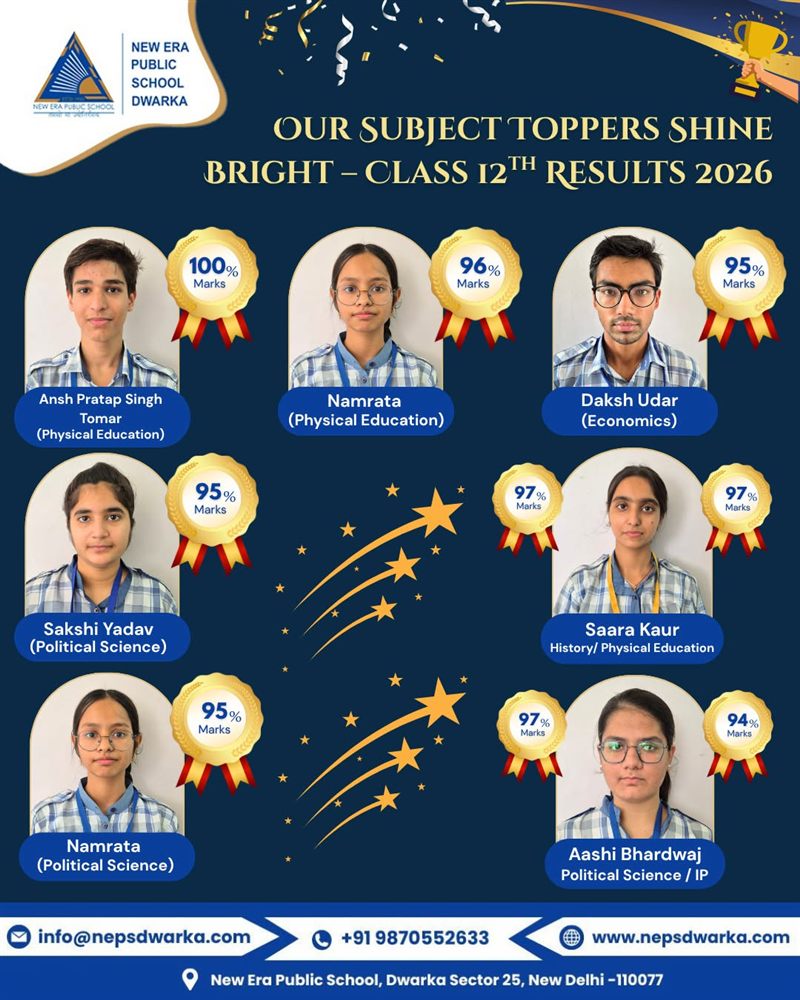 NEW ERA
PUBLIC
SCHOOL
DWARKA
NEW ERA PUBLIC SCHOOL
OUR SUBJECT TOPPERS SHINE
BRIGHT – CLASS 12TH RESULTS 2026
100%
Marks
Ansh Pratap Singh
Tomar
(Physical Education)
96%
Marks
Namrata
(Physical Education)
95%
Marks
Daksh Udar
(Economics)
95%
Marks
Sakshi Yadav
(Political Science)
97%
Marks
97%
Marks
Saara Kaur
History/ Physical Education
95%
Marks
Namrata
(Political Science)
97%
Marks
94%
Marks
Aashi Bhardwaj
Political Science / IP
info@nepsdwarka.com
+91 9870552633
www.nepsdwarka.com
New Era Public School, Dwarka Sector 25, New Delhi -110077